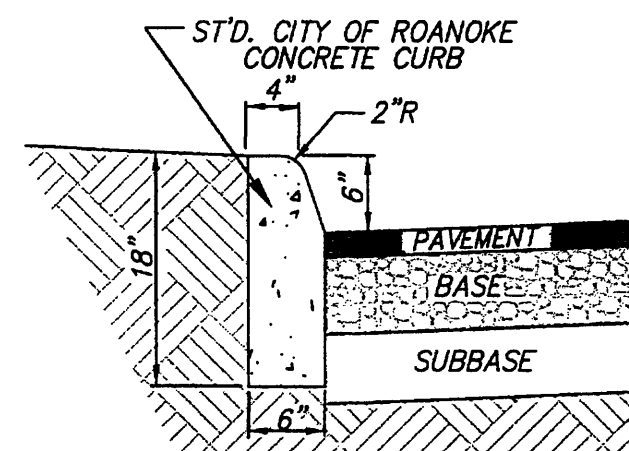 ST'D. CITY OF ROANOKE
CONCRETE CURB
4"
2"R
6"
18"
PAVEMENT
BASE
SUBBASE
6"